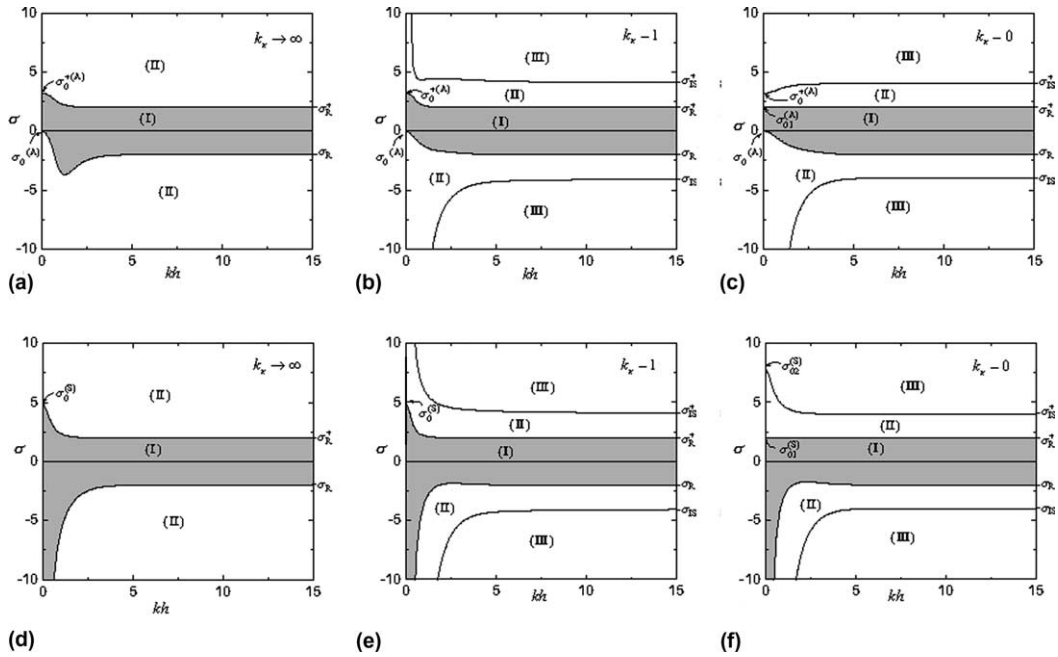 10
5
0
-5
-10
σ
k_κ → ∞
(II)
σ_0^+(A)
(I)
σ_0^(A)
(II)
σ_R^+
σ_R^-
0 5 10 15
kh
(a)
10
5
0
-5
-10
k_κ - 1
(III)
(II)
σ_0^+(A)
(I)
σ_0^(A)
(II)
(III)
σ_IS^+
σ_R^+
σ_R^-
σ_IS^-
0 5 10 15
kh
(b)
10
5
0
-5
-10
k_κ - 0
(III)
(II)
σ_0^+(A)
σ_01^(A)
(I)
σ_0^(A)
(II)
(III)
σ_IS^+
σ_R^+
σ_R^-
σ_IS^-
0 5 10 15
kh
(c)
10
5
0
-5
-10
σ
k_κ → ∞
σ_0^(S)
(II)
(I)
(II)
σ_R^+
σ_R^-
0 5 10 15
kh
(d)
10
5
0
-5
-10
k_κ - 1
(III)
σ_0^(S)
(II)
(I)
(II)
(III)
σ_IS^+
σ_R^+
σ_R^-
σ_IS^-
0 5 10 15
kh
(e)
10
5
0
-5
-10
k_κ - 0
σ_02^(S)
(III)
(II)
σ_01^(S)
(I)
(II)
(III)
σ_IS^+
σ_R^+
σ_R^-
σ_IS^-
0 5 10 15
kh
(f)